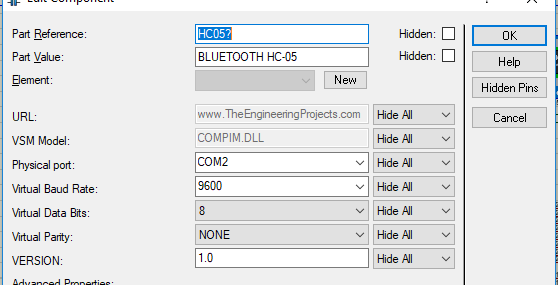 Edit Component
Part Reference: HC05? Hidden: OK
Part Value: BLUETOOTH HC-05 Hidden: Help
Element: New Hidden Pins
URL: www.TheEngineeringProjects.com Hide All Cancel
VSM Model: COMPIM.DLL Hide All
Physical port: COM2 Hide All
Virtual Baud Rate: 9600 Hide All
Virtual Data Bits: 8 Hide All
Virtual Parity: NONE Hide All
VERSION: 1.0 Hide All
Advanced Properties: